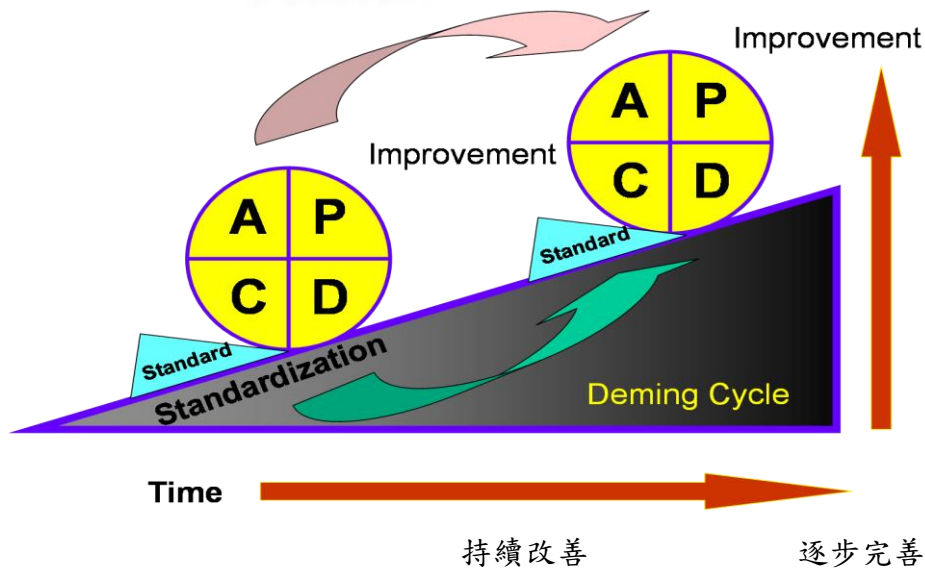 Improvement
A P
C D
Improvement
A P
C D
Standard
Standard
Standardization
Deming Cycle
Time
持續改善
逐步完善